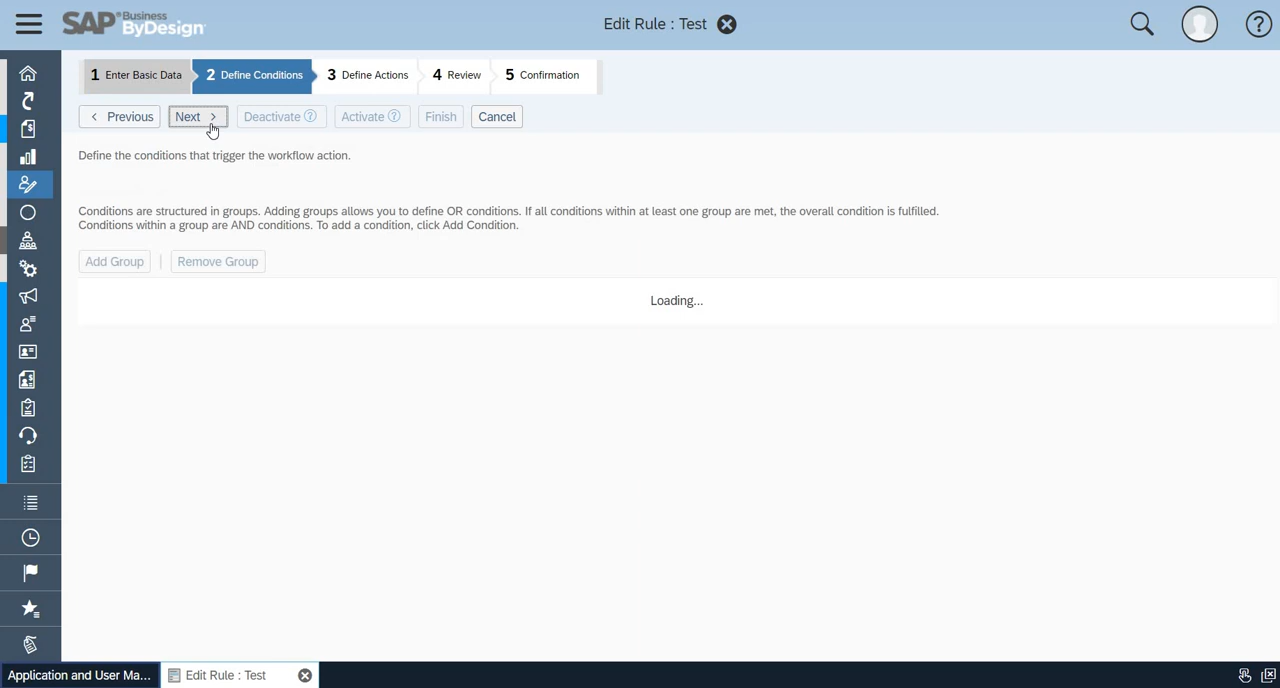 SAP Business ByDesign
Edit Rule : Test
1 Enter Basic Data
2 Define Conditions
3 Define Actions
4 Review
5 Confirmation
Previous
Next
Deactivate
Activate
Finish
Cancel
Define the conditions that trigger the workflow action.
Conditions are structured in groups. Adding groups allows you to define OR conditions. If all conditions within at least one group are met, the overall condition is fulfilled.
Conditions within a group are AND conditions. To add a condition, click Add Condition.
Add Group | Remove Group
Loading...
Application and User Ma...
Edit Rule : Test